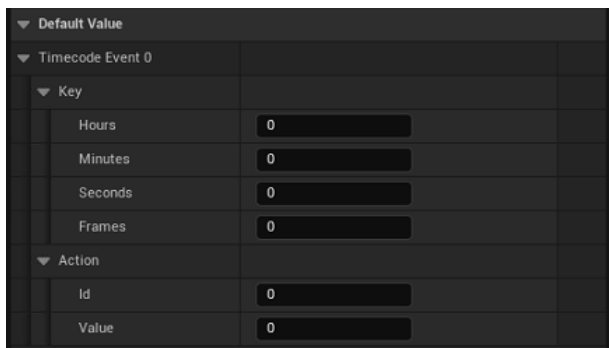 Default Value
Timecode Event 0
Key
Hours 0
Minutes 0
Seconds 0
Frames 0
Action
Id 0
Value 0